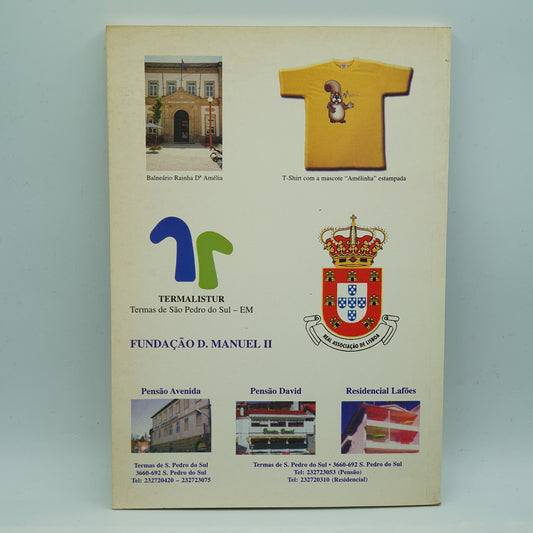 Balneário Rainha Dª Amélia
T-Shirt com a mascote “Amélinha” estampada
TERMALISTUR
Termas de São Pedro do Sul – EM
REAL ASSOCIAÇÃO DE LISBOA
FUNDAÇÃO D. MANUEL II
Pensão Avenida
Pensão David
Residencial Lafões
Termas de S. Pedro do Sul
3660-692 S. Pedro do Sul
Tel: 232720420 – 232723075
Termas de S. Pedro do Sul • 3660-692 S. Pedro do Sul
Tel: 232723053 (Pensão)
Tel: 232720310 (Residencial)